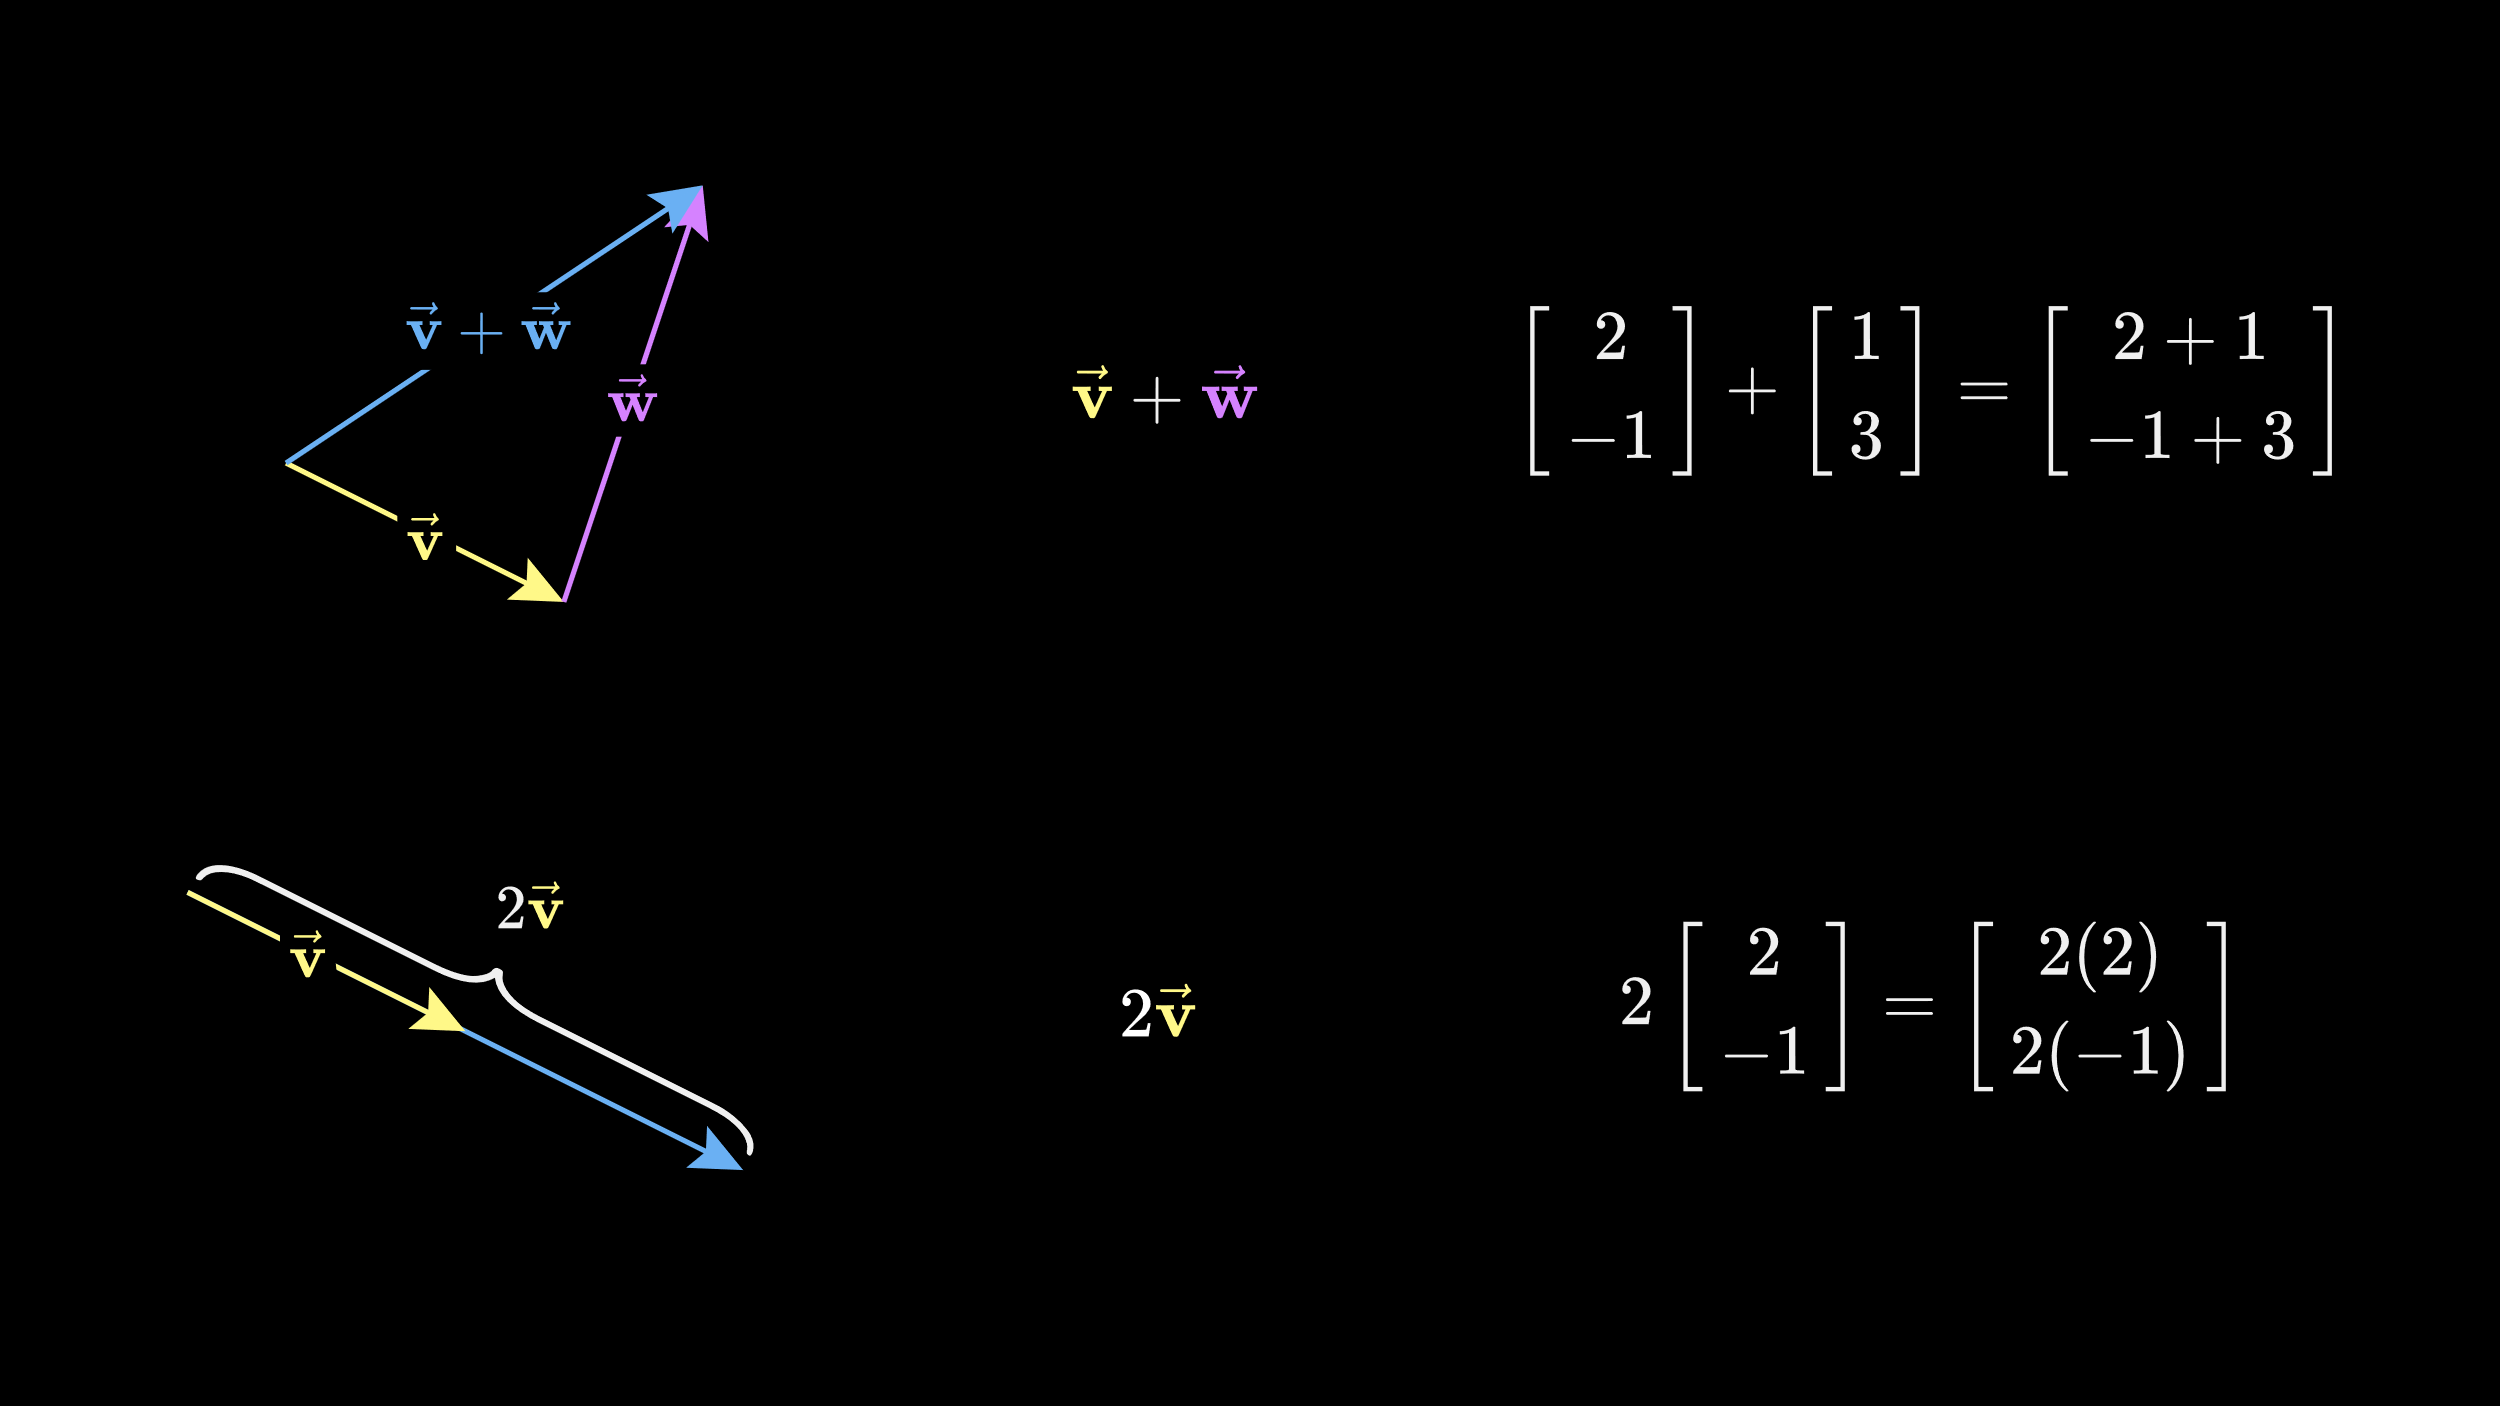 v⃗ + w⃗
w⃗
v⃗
v⃗ + w⃗
[2 −1] + [1 3] = [2 + 1 −1 + 3]
2v⃗
v⃗
2v⃗
2 [2 −1] = [2(2) 2(−1)]